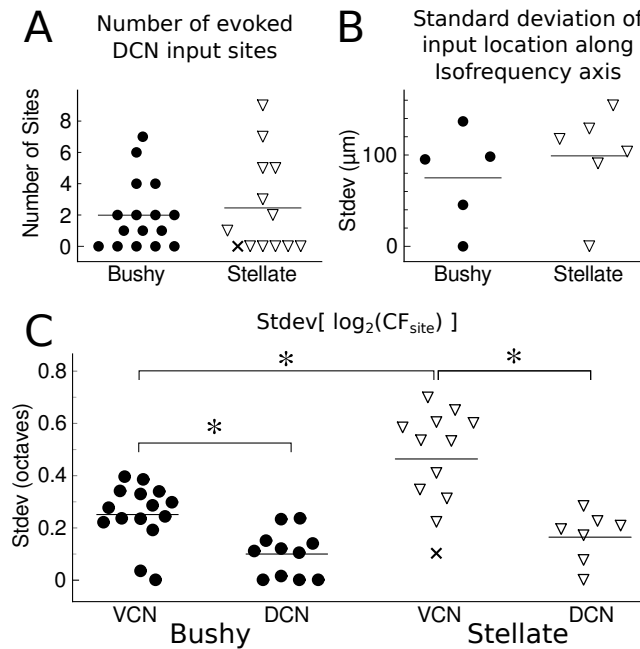 A
Number of evoked
DCN input sites
Number of Sites
8
6
4
2
0
Bushy
Stellate
B
Standard deviation of
input location along
Isofrequency axis
Stdev (μm)
100
0
Bushy
Stellate
C
Stdev[ log₂(CF_site) ]
Stdev (octaves)
0.8
0.6
0.4
0.2
0
*
*
*
VCN
DCN
VCN
DCN
Bushy
Stellate